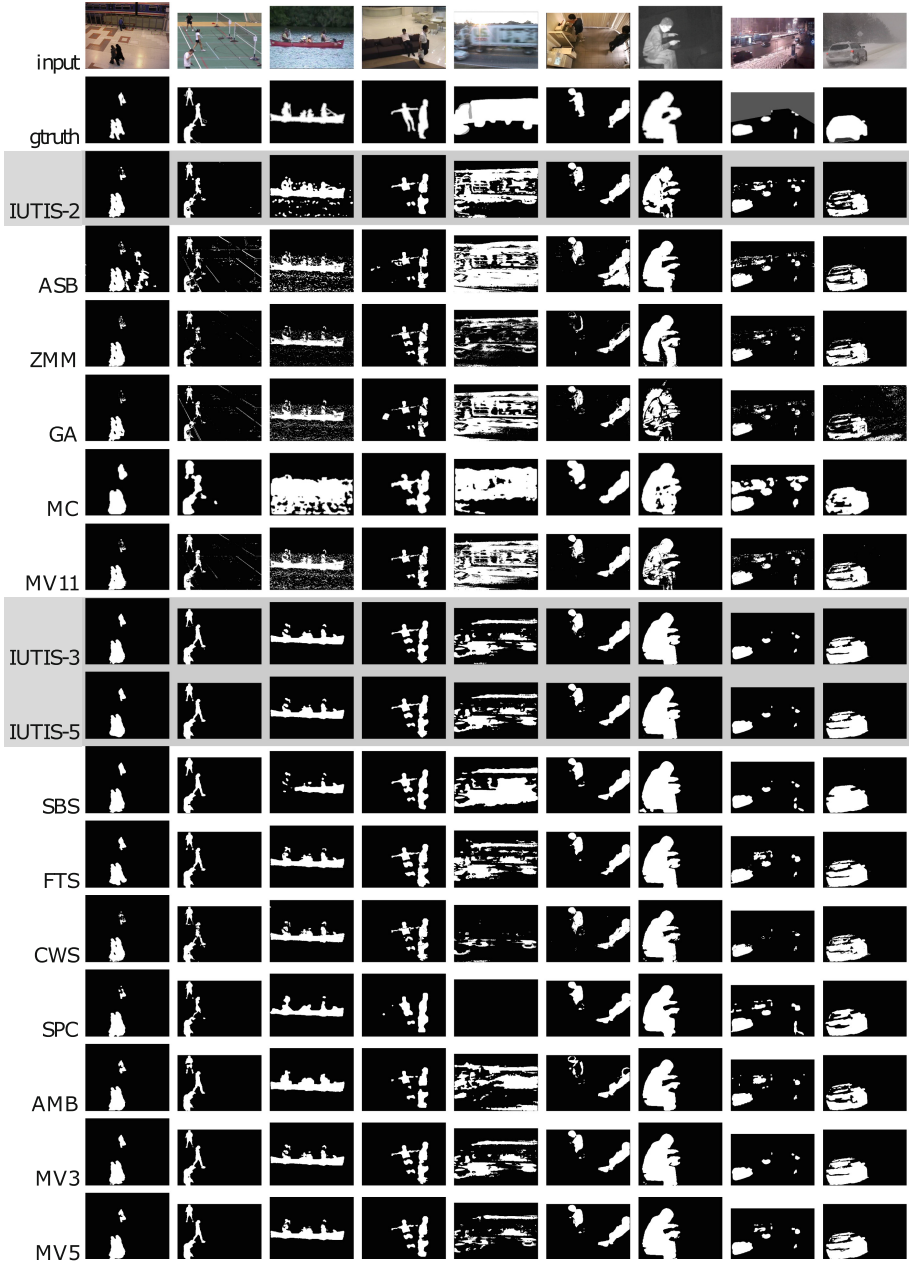 input
gtruth
IUTIS-2
ASB
ZMM
GA
MC
MV11
IUTIS-3
IUTIS-5
SBS
FTS
CWS
SPC
AMB
MV3
MV5